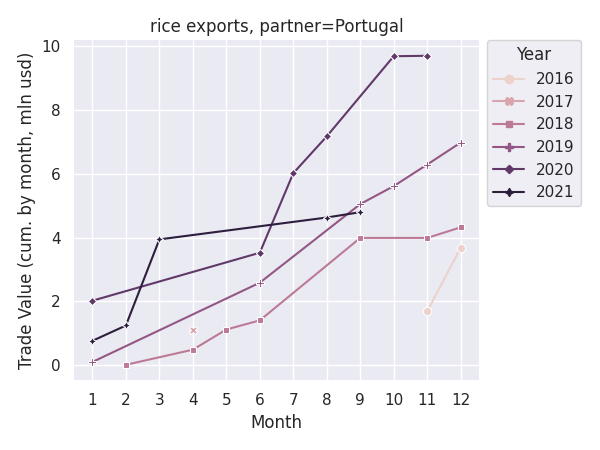 rice exports, partner=Portugal
Year
2016
2017
2018
2019
2020
2021
Trade Value (cum. by month, mln usd)
10
8
6
4
2
0
1 2 3 4 5 6 7 8 9 10 11 12
Month